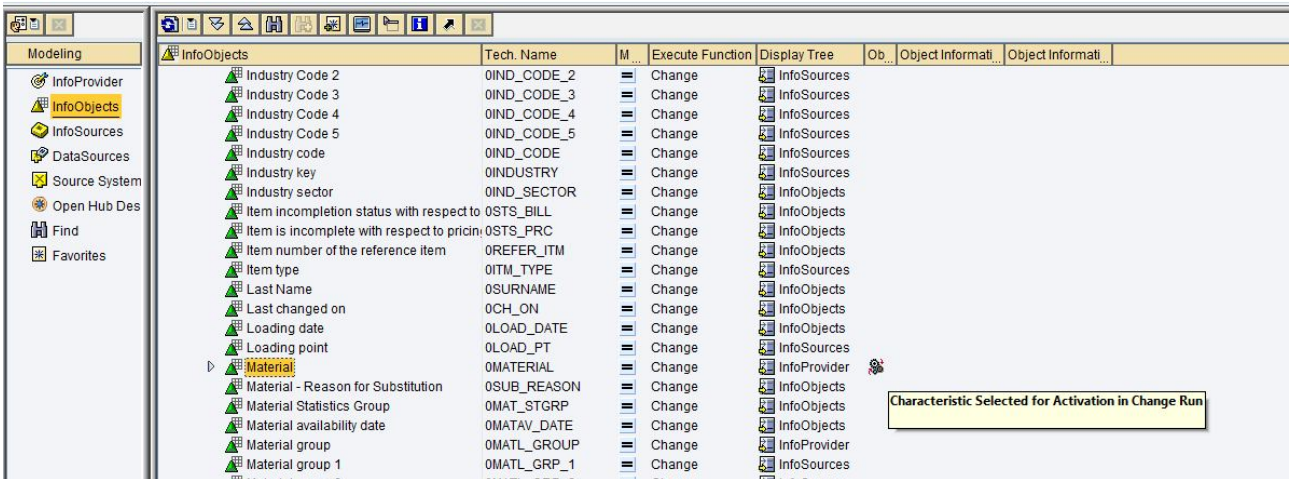 Modeling
InfoProvider
InfoObjects
InfoSources
DataSources
Source System
Open Hub Des
Find
Favorites
InfoObjects Tech. Name M... Execute Function Display Tree Ob... Object Informati... Object Informati...
Industry Code 2 0IND_CODE_2 Change InfoSources
Industry Code 3 0IND_CODE_3 Change InfoSources
Industry Code 4 0IND_CODE_4 Change InfoSources
Industry Code 5 0IND_CODE_5 Change InfoSources
Industry code 0IND_CODE Change InfoSources
Industry key 0INDUSTRY Change InfoSources
Industry sector 0IND_SECTOR Change InfoObjects
Item incompletion status with respect to 0STS_BILL Change InfoObjects
Item is incomplete with respect to pricing 0STS_PRC Change InfoObjects
Item number of the reference item 0REFER_ITM Change InfoObjects
Item type 0ITM_TYPE Change InfoSources
Last Name 0SURNAME Change InfoObjects
Last changed on 0CH_ON Change InfoObjects
Loading date 0LOAD_DATE Change InfoObjects
Loading point 0LOAD_PT Change InfoSources
Material 0MATERIAL Change InfoProvider
Material - Reason for Substitution 0SUB_REASON Change InfoObjects
Material Statistics Group 0MAT_STGRP Change InfoObjects
Characteristic Selected for Activation in Change Run
Material availability date 0MATAV_DATE Change InfoObjects
Material group 0MATL_GROUP Change InfoProvider
Material group 1 0MATL_GRP_1 Change InfoSources